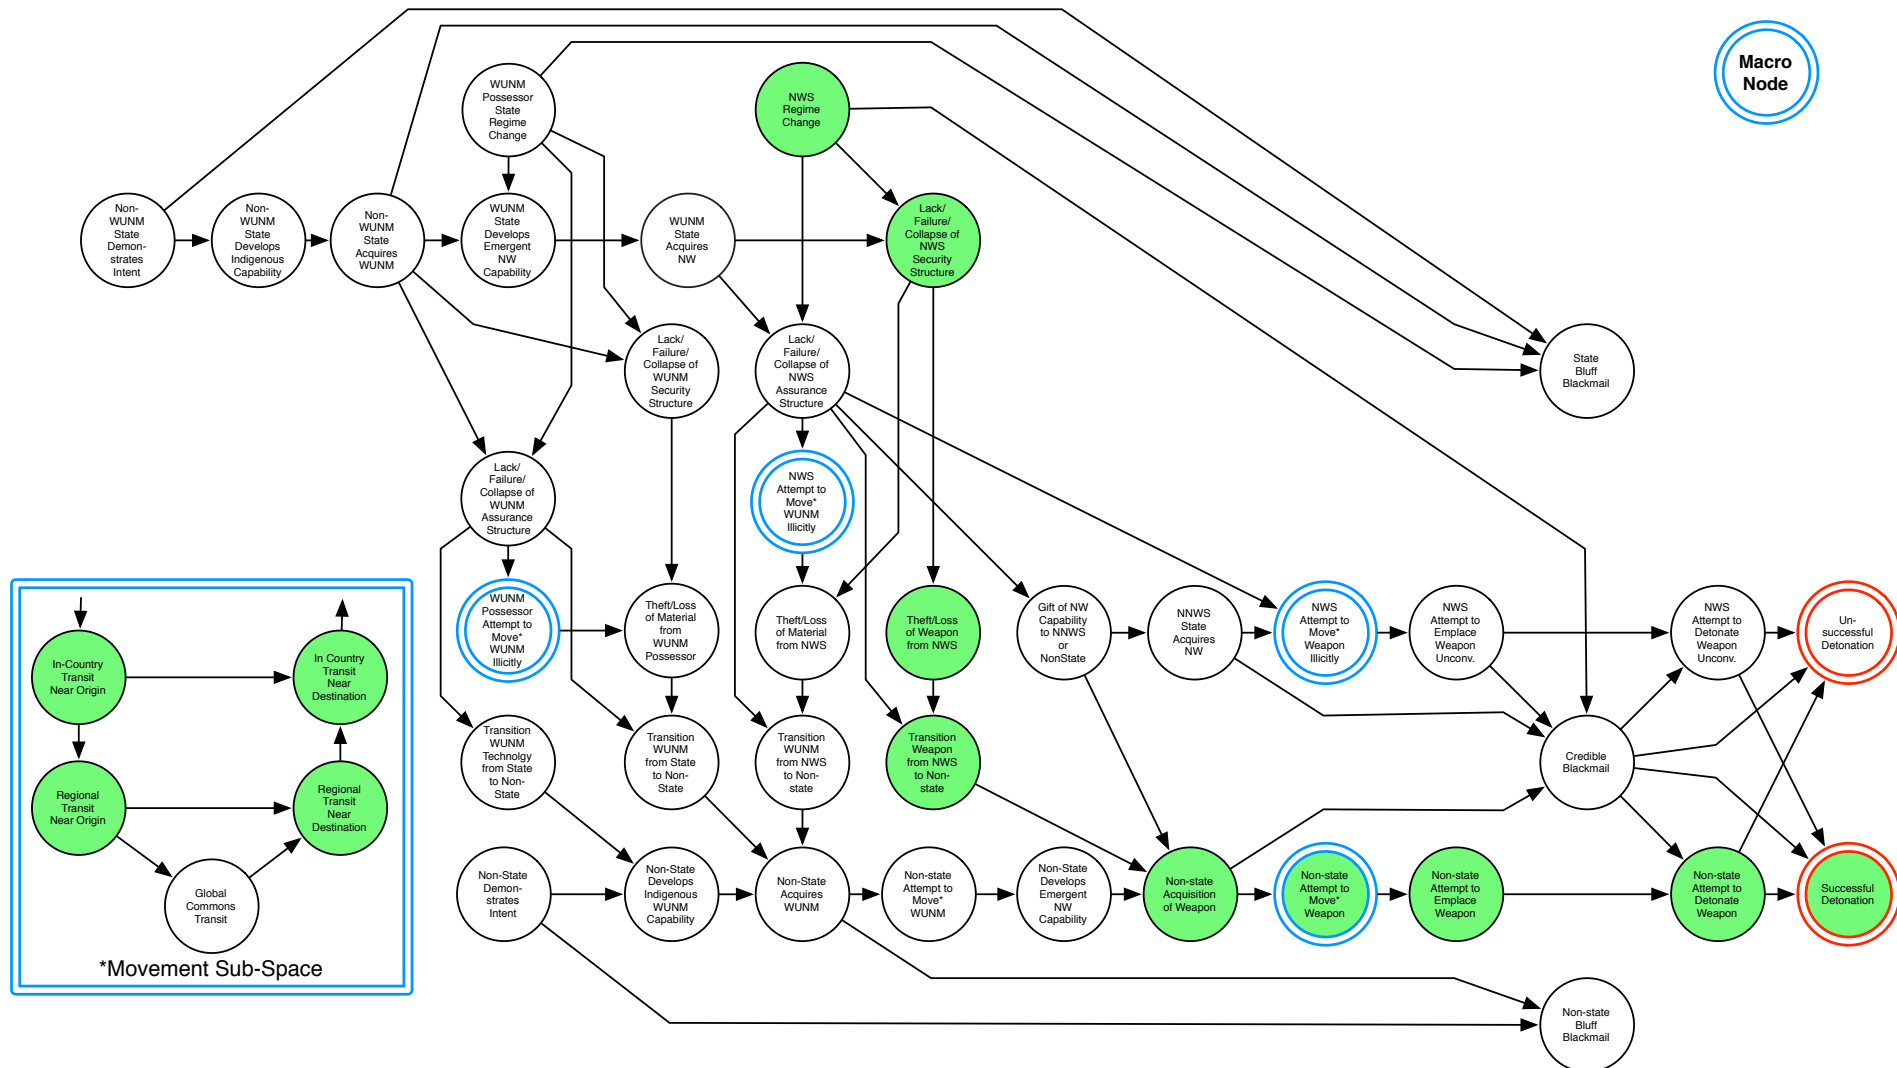 Macro
Node
WUNM
Possessor
State
Regime
Change
NWS
Regime
Change
Non-
WUNM
State
Demon-
strates
Intent
Non-
WUNM
State
Develops
Indigenous
Capability
Non-
WUNM
State
Acquires
WUNM
WUNM
State
Develops
Emergent
NW
Capability
WUNM
State
Acquires
NW
Lack/
Failure/
Collapse of
NWS
Security
Structure
Lack/
Failure/
Collapse of
WUNM
Security
Structure
Lack/
Failure/
Collapse of
NWS
Assurance
Structure
State
Bluff
Blackmail
Lack/
Failure/
Collapse of
WUNM
Assurance
Structure
NWS
Attempt to
Move*
WUNM
Illicitly
WUNM
Possessor
Attempt to
Move*
WUNM
Illicitly
Theft/Loss
of Material
from
WUNM
Possessor
Theft/Loss
of Material
from NWS
Theft/Loss
of Weapon
from NWS
Gift of NW
Capability
to NNWS
or
NonState
NNWS
State
Acquires
NW
NWS
Attempt to
Move*
Weapon
Illicitly
NWS
Attempt to
Emplace
Weapon
Unconv.
NWS
Attempt to
Detonate
Weapon
Unconv.
Un-
successful
Detonation
In-Country
Transit
Near Origin
In Country
Transit
Near
Destination
Regional
Transit
Near Origin
Regional
Transit
Near
Destination
Global
Commons
Transit
*Movement Sub-Space
Transition
WUNM
Technolgy
from State
to Non-
State
Transition
WUNM
from State
to Non-
State
Transition
WUNM
from NWS
to Non-
state
Transition
Weapon
from NWS
to Non-
state
Credible
Blackmail
Non-State
Demon-
strates
Intent
Non-State
Develops
Indigenous
WUNM
Capability
Non-State
Acquires
WUNM
Non-state
Attempt to
Move*
WUNM
Non-State
Develops
Emergent
NW
Capability
Non-state
Acquisition
of Weapon
Non-state
Attempt to
Move*
Weapon
Non-state
Attempt to
Emplace
Weapon
Non-state
Attempt to
Detonate
Weapon
Successful
Detonation
Non-state
Bluff
Blackmail